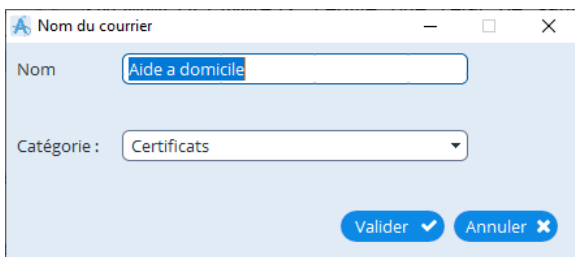 Nom du courrier
Nom
Aide a domicile
Catégorie :
Certificats
Valider
Annuler